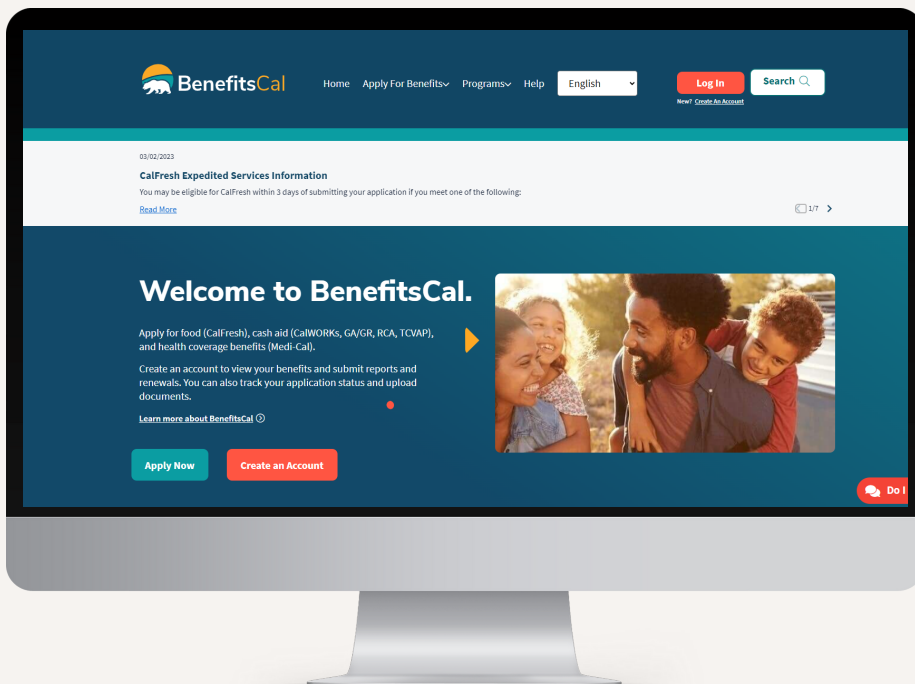 BenefitsCal
Home Apply For Benefits Programs Help English Log In Search
New? Create An Account
03/02/2023
CalFresh Expedited Services Information
You may be eligible for CalFresh within 3 days of submitting your application if you meet one of the following:
Read More
1/7
Welcome to BenefitsCal.
Apply for food (CalFresh), cash aid (CalWORKs, GA/GR, RCA, TCVAP),
and health coverage benefits (Medi-Cal).
Create an account to view your benefits and submit reports and
renewals. You can also track your application status and upload
documents.
Learn more about BenefitsCal
Apply Now Create an Account
Do I